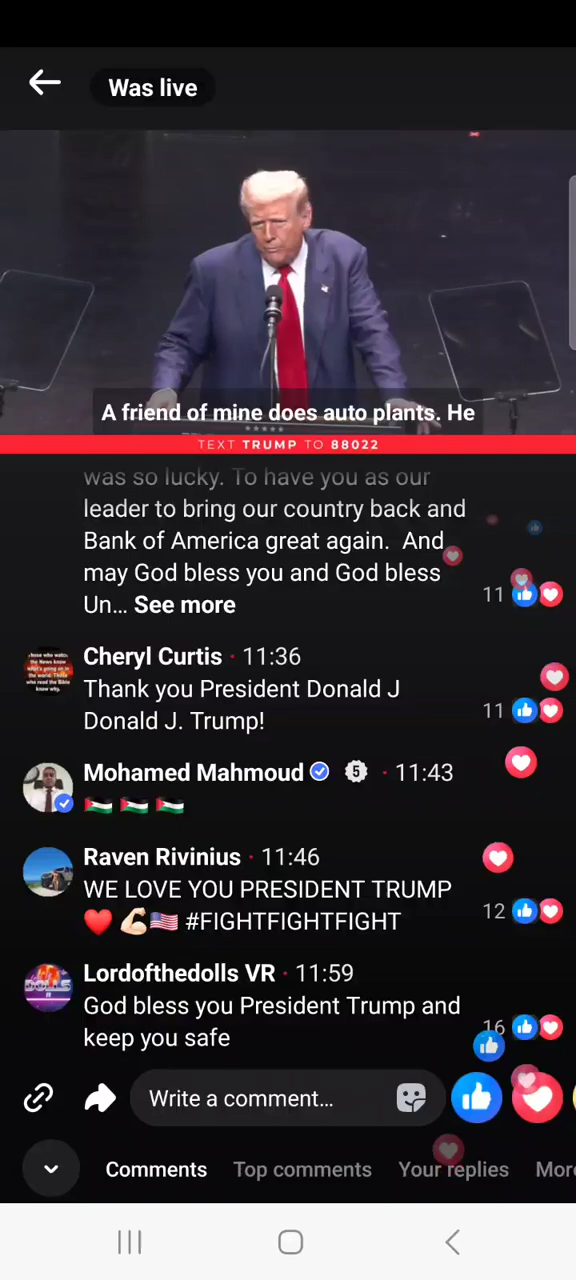 Was live
A friend of mine does auto plants. He
TEXT TRUMP TO 88022
was so lucky. To have you as our
leader to bring our country back and
Bank of America great again. And
may God bless you and God bless
Un... See more
11
Cheryl Curtis · 11:36
Thank you President Donald J
Donald J. Trump!
11
Mohamed Mahmoud 5 · 11:43
🇵🇸 🇵🇸 🇵🇸
Raven Rivinius · 11:46
WE LOVE YOU PRESIDENT TRUMP
❤️ 💪🏻🇺🇸 #FIGHTFIGHTFIGHT
12
Lordofthedolls VR · 11:59
God bless you President Trump and
keep you safe
16
Write a comment...
Comments Top comments Your replies More